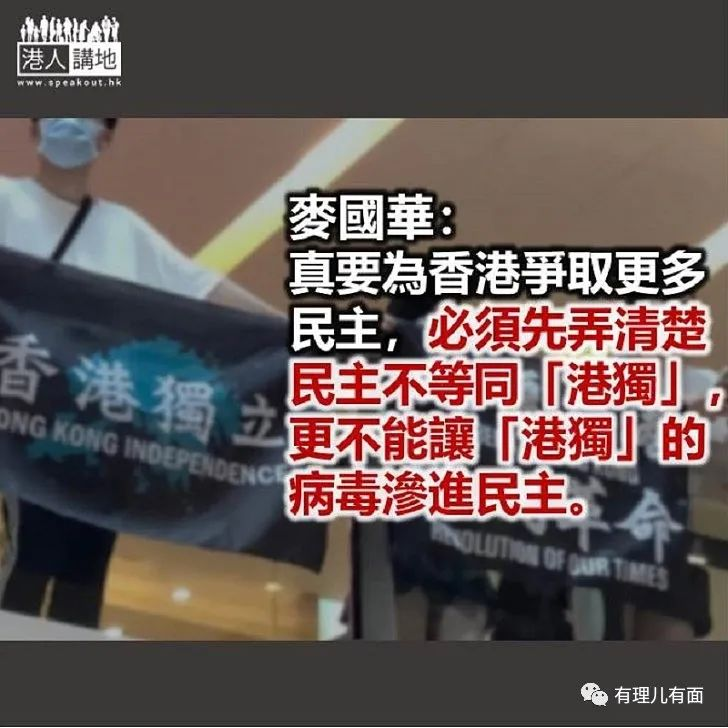 港人講地
www.speakout.hk
麥國華：
真要為香港爭取更多
民主，必須先弄清楚
民主不等同「港獨」，
更不能讓「港獨」的
病毒滲進民主。
香港獨立
ONG KONG INDEPENDENCE
革命
REVOLUTION OF OUR TIMES
有理儿有面